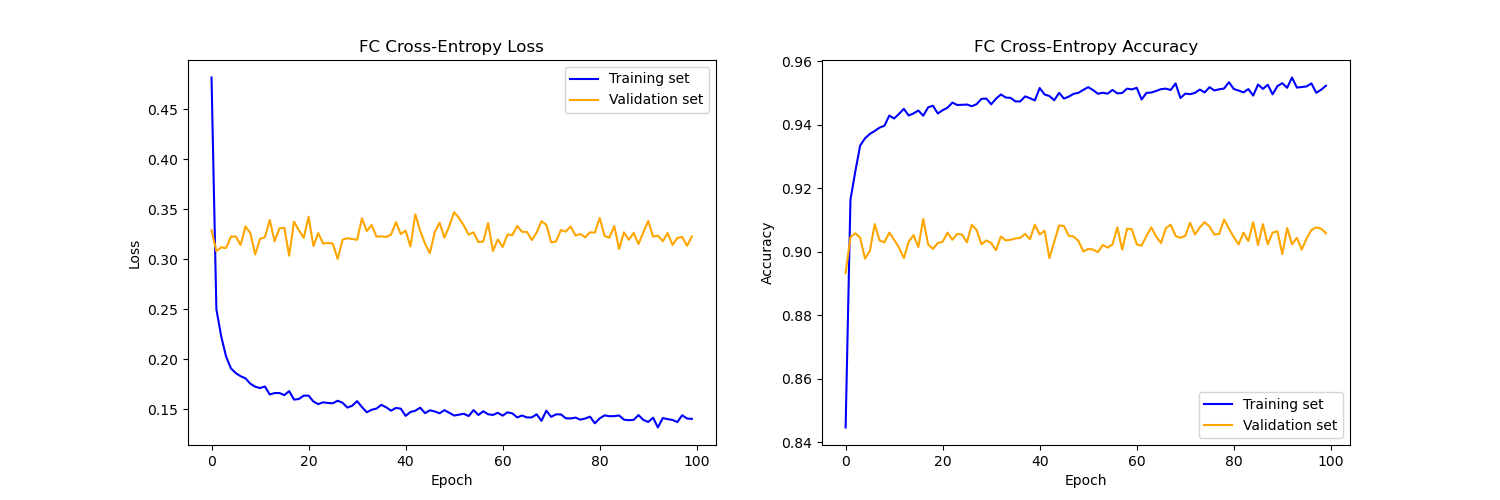 FC Cross-Entropy Loss
Training set
Validation set
0.45
0.40
0.35
0.30
0.25
0.20
0.15
Loss
0 20 40 60 80 100
Epoch
FC Cross-Entropy Accuracy
0.96
0.94
0.92
0.90
0.88
0.86
0.84
Accuracy
Training set
Validation set
0 20 40 60 80 100
Epoch